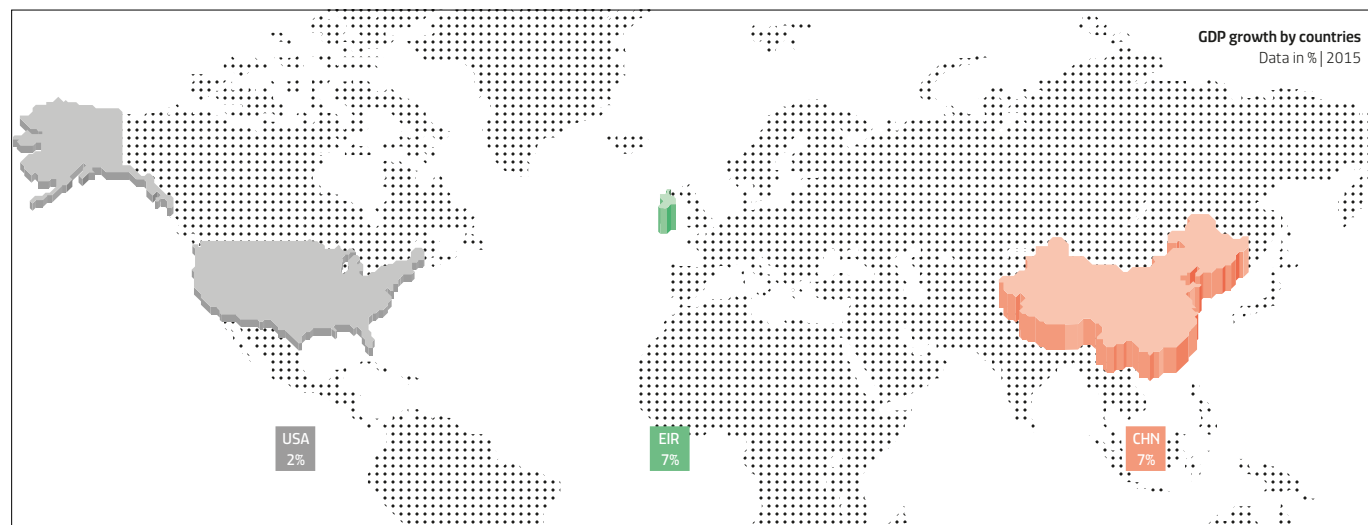 GDP growth by countries
Data in % | 2015
USA
2%
EIR
7%
CHN
7%